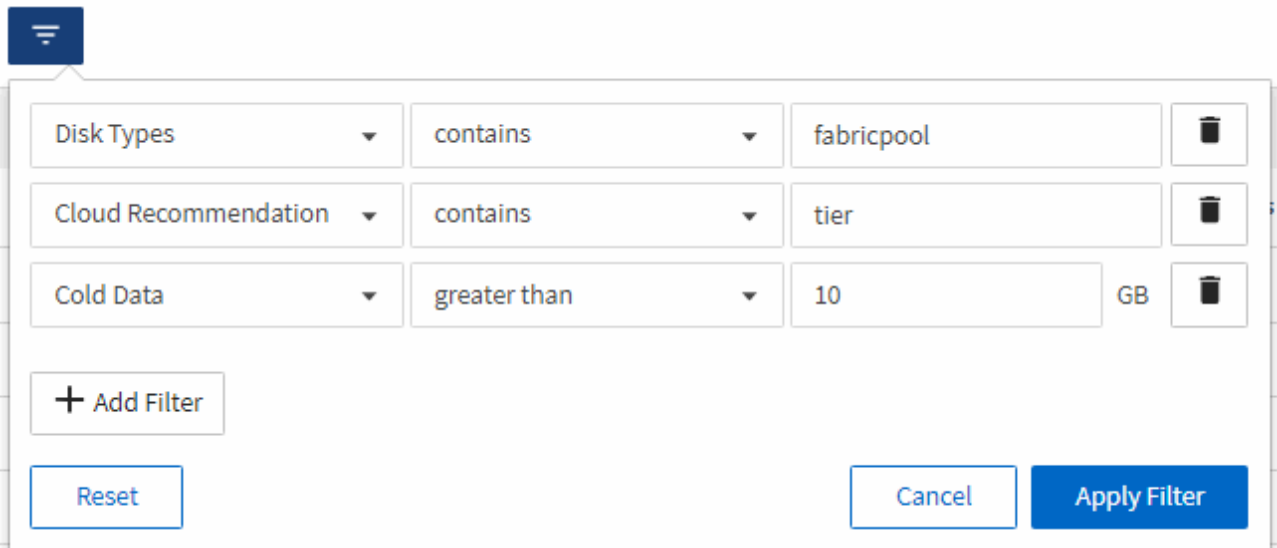 Disk Types contains fabricpool
Cloud Recommendation contains tier
Cold Data greater than 10 GB
+ Add Filter
Reset Cancel Apply Filter